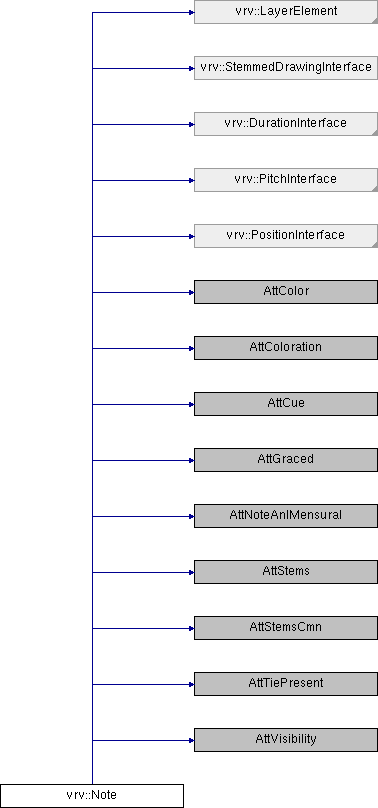 vrv::LayerElement
vrv::StemmedDrawingInterface
vrv::DurationInterface
vrv::PitchInterface
vrv::PositionInterface
AttColor
AttColoration
AttCue
AttGraced
AttNoteAnlMensural
AttStems
AttStemsCmn
AttTiePresent
AttVisibility
vrv::Note